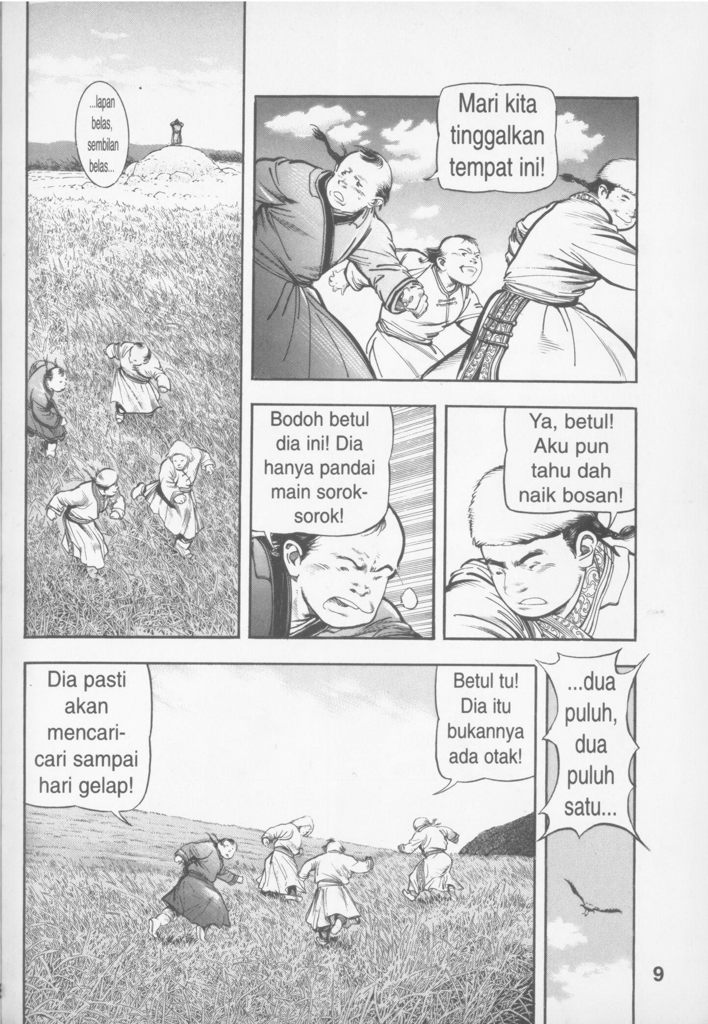 ...lapan
belas,
sembilan
belas...
Mari kita
tinggalkan
tempat ini!
Bodoh betul
dia ini! Dia
hanya pandai
main sorok-
sorok!
Ya, betul!
Aku pun
tahu dah
naik bosan!
Dia pasti
akan
mencari-
cari sampai
hari gelap!
Betul tu!
Dia itu
bukannya
ada otak!
...dua
puluh,
dua
puluh
satu...
9